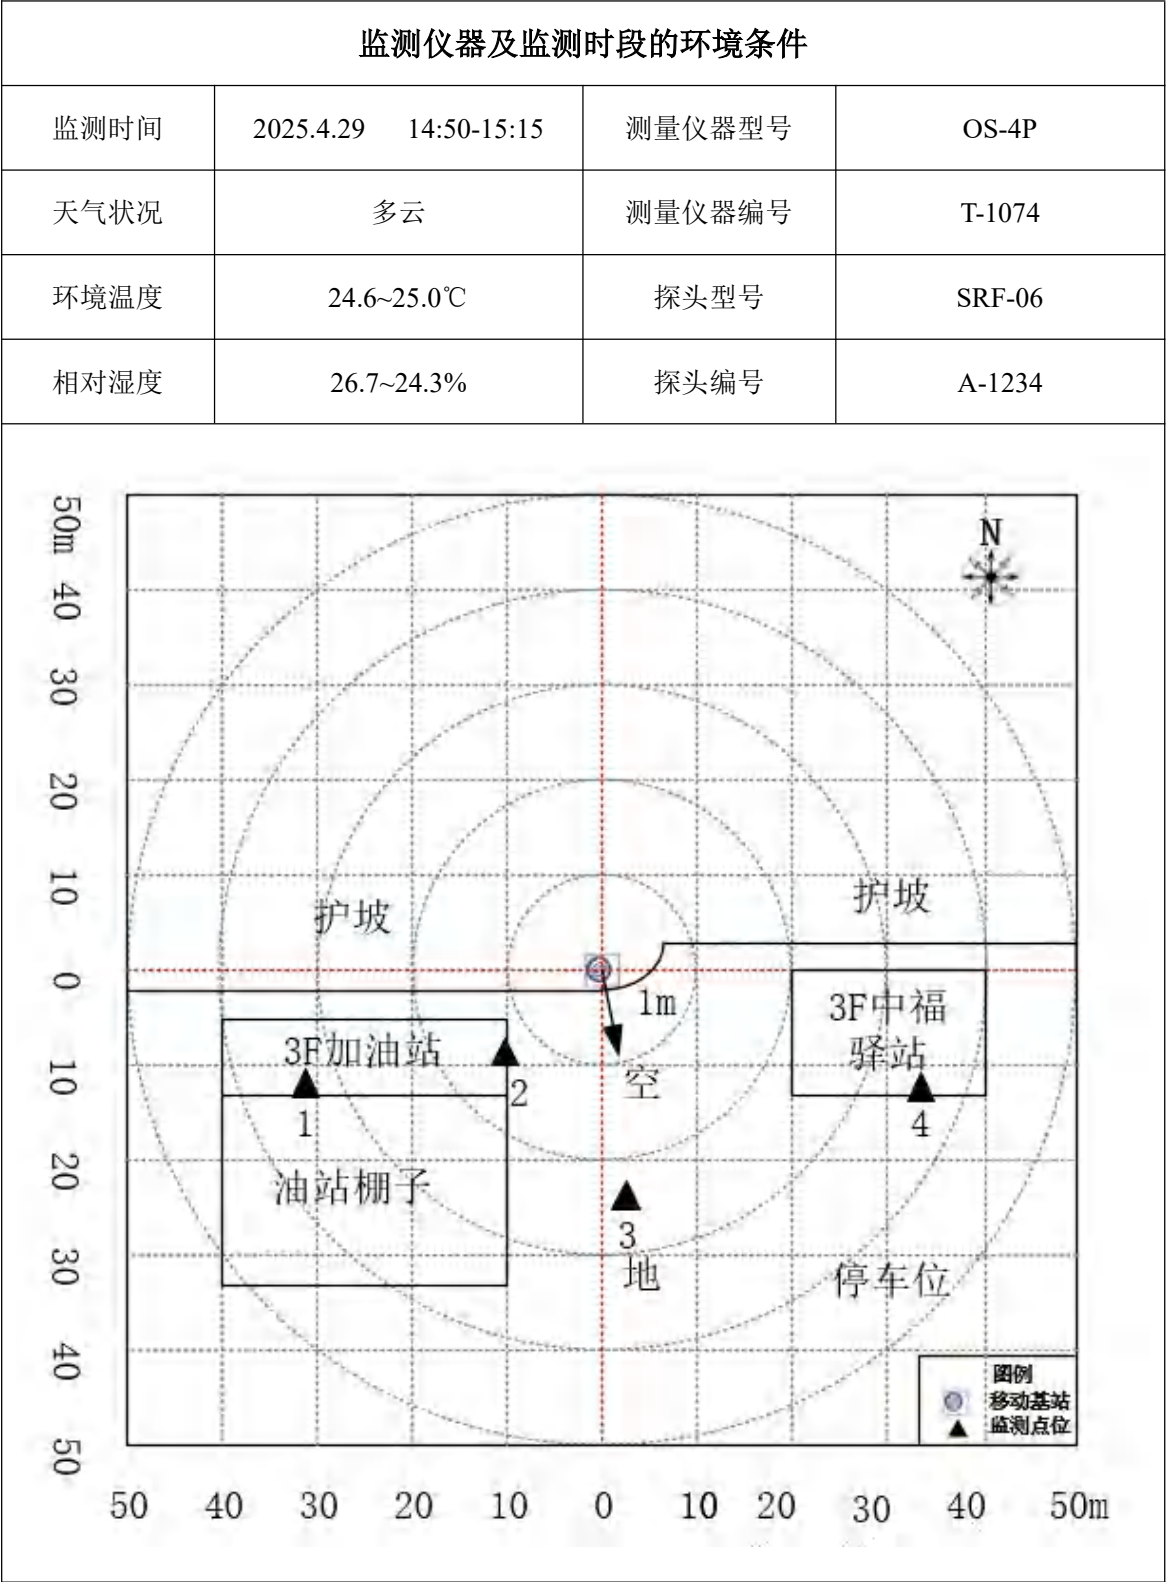 监测仪器及监测时段的环境条件
监测时间 2025.4.29 14:50-15:15 测量仪器型号 OS-4P
天气状况 多云 测量仪器编号 T-1074
环境温度 24.6~25.0℃ 探头型号 SRF-06
相对湿度 26.7~24.3% 探头编号 A-1234
50m
N
40
30
20
10
护坡
护坡
0
1m
3F中福
驿站
3F加油站
10
2
空
1
4
20
油站棚子
3
30
地
停车位
40
图例
移动基站
监测点位
50
50 40 30 20 10 0 10 20 30 40 50m